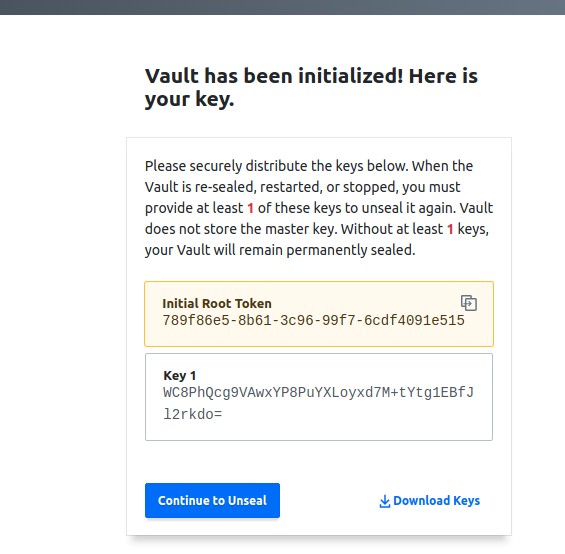 Vault has been initialized! Here is
your key.
Please securely distribute the keys below. When the
Vault is re-sealed, restarted, or stopped, you must
provide at least 1 of these keys to unseal it again. Vault
does not store the master key. Without at least 1 keys,
your Vault will remain permanently sealed.
Initial Root Token
789f86e5-8b61-3c96-99f7-6cdf4091e515
Key 1
WC8PhQcg9VAwxYP8PuYXLoyxd7M+tYtg1EBfJ
l2rkdo=
Continue to Unseal
Download Keys